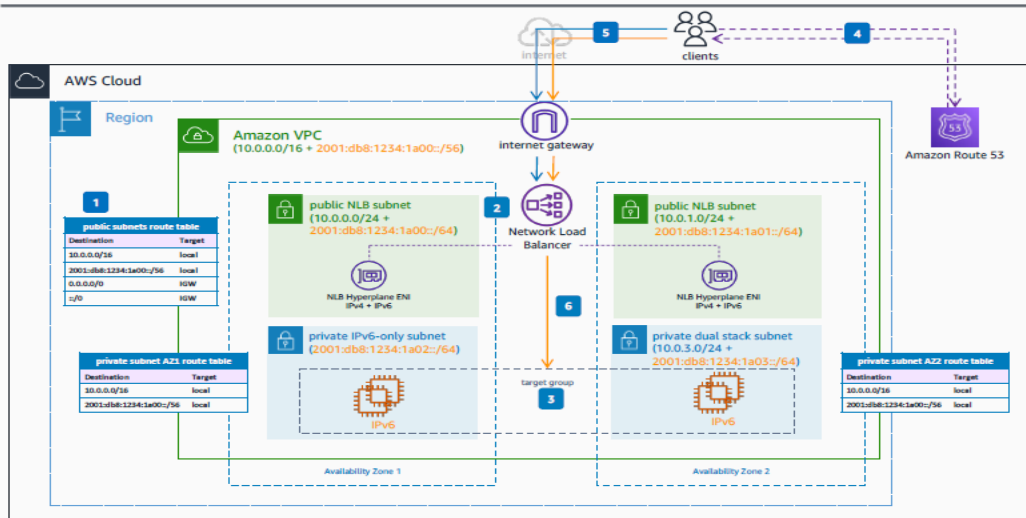 5
4
internet
clients
AWS Cloud
Region
Amazon VPC
(10.0.0.0/16 + 2001:db8:1234:1a00::/56)
internet gateway
53
Amazon Route 53
1
public subnets route table
Destination Target
10.0.0.0/16 local
2001:db8:1234:1a00::/56 local
0.0.0.0/0 IGW
::/0 IGW
public NLB subnet
(10.0.0.0/24 +
2001:db8:1234:1a00::/64)
2
Network Load
Balancer
public NLB subnet
(10.0.1.0/24 +
2001:db8:1234:1a01::/64)
NLB Hyperplane ENI
IPv4 + IPv6
NLB Hyperplane ENI
IPv4 + IPv6
6
private IPv6-only subnet
(2001:db8:1234:1a02::/64)
private dual stack subnet
(10.0.3.0/24 +
2001:db8:1234:1a03::/64)
private subnet AZ1 route table
Destination Target
10.0.0.0/16 local
2001:db8:1234:1a00::/56 local
target group
3
IPv6
IPv6
private subnet AZ2 route table
Destination Target
10.0.0.0/16 local
2001:db8:1234:1a00::/56 local
Availability Zone 1
Availability Zone 2